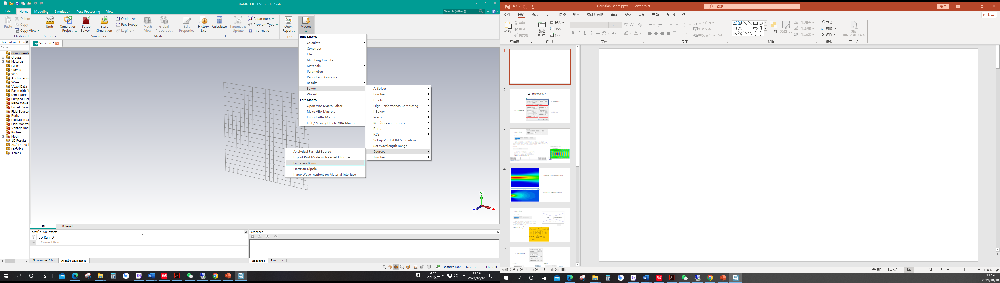 Untitled_0 - CST Studio Suite
File
Home
Modeling
Simulation
Post-Processing
View
Search (Alt+Q)
Paste
Delete
Copy
Copy View
Clipboard
Units
Settings
Simulation Project
Setup Solver
Start Simulation
Optimizer
Par. Sweep
Logfile
Simulation
Mesh View
Global Properties
Mesh
Edit Properties
History List
Calculator
Parametric Update
Parameters
Problem Type
Information
Edit
Open Report
Report
Macros
Navigation Tree
Search
Components
Groups
Materials
Faces
Curves
WCS
Anchor Poin
Wires
Voxel Data
Parametric I
Dimensions
Lumped Elem
Plane Wave
Farfield Sour
Field Sources
Ports
Excitation Si
Field Monito
Voltage and
Probes
Mesh
1D Results
2D/3D Resul
Farfields
Tables
Untitled_0
Run Macro
Calculate
Construct
File
Matching Circuits
Materials
Parameters
Report and Graphics
Results
Solver
Wizard
Edit Macro
Open VBA Macro Editor
Make VBA Macro...
Import VBA Macro...
Edit / Move / Delete VBA Macro...
A-Solver
E-Solver
F-Solver
High Performance Computing
I-Solver
Mesh
Monitors and Probes
Ports
RCS
Set up 2.5D vEIM Simulation
Set Wavelength Range
Sources
T-Solver
Analytical Farfield Source
Export Port Mode as Nearfield Source
Gaussian Beam
Hertzian Dipole
Plane Wave Incident on Material Interface
y
x
z
3D
Schematic
Result Navigator
3D Run ID
0: Current Run
Parameter List
Result Navigator
Messages
Messages
Progress
Raster=1.000
Normal
m Hz s K
47℃
CPU温度
11:19
2022/10/10
Gaussian Beam.pptx - PowerPoint
搜索
登录
文件
开始
插入
设计
切换
动画
幻灯片放映
审阅
视图
录制
帮助
EndNote X8
共享
粘贴
剪切
复制
格式刷
剪贴板
新建
幻灯片
版式
重置
节
幻灯片
18
字体
文字方向
对齐文本
转换为 SmartArt
段落
排列
快速样式
形状填充
形状轮廓
形状效果
绘图
查找
替换
选择
编辑
编辑
指向文件的链接
新建组
1
2
CST高斯光源设置
3
4
5
6
幻灯片 第 1 张，共 10 张
中文(中国)
备注
批注
114%
11:19
2022/10/10